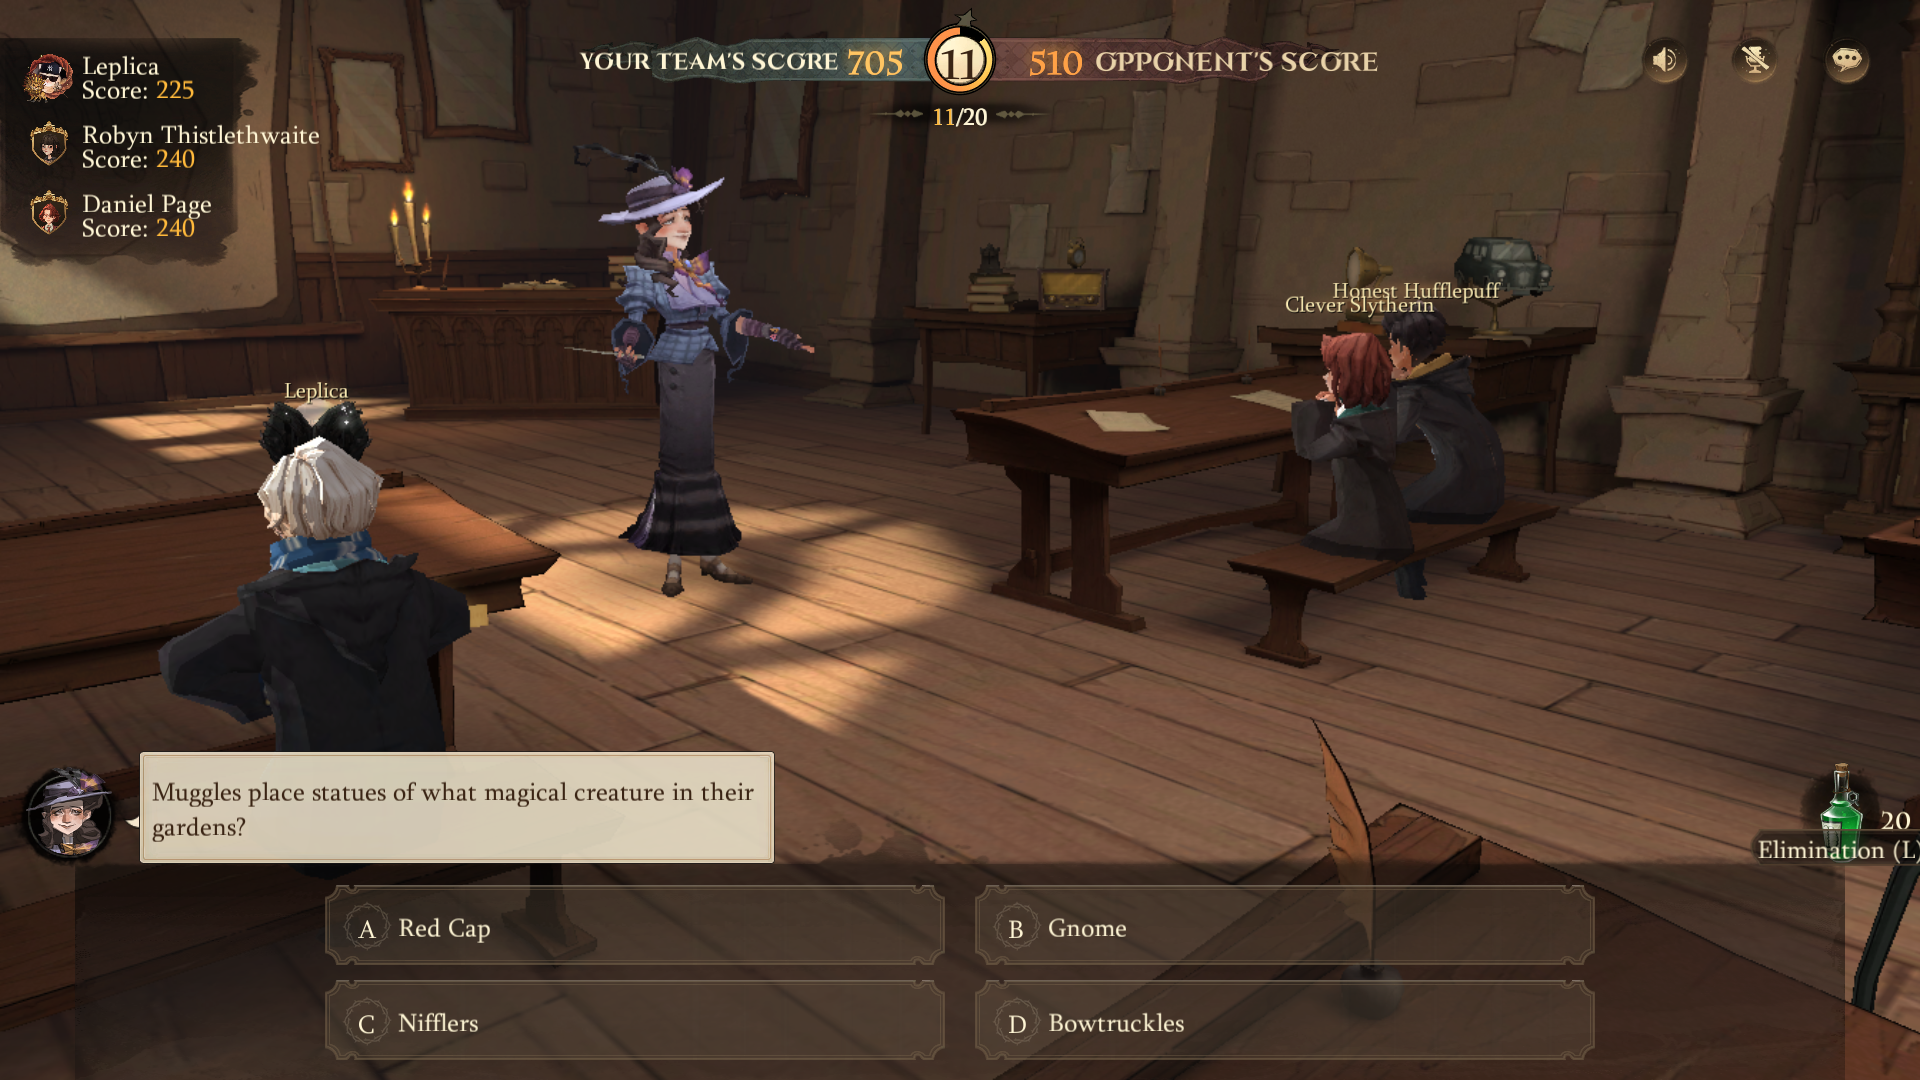 Leplica
Score: 225
Robyn Thistlethwaite
Score: 240
Daniel Page
Score: 240
YOUR TEAM'S SCORE 705
11
510 OPPONENT'S SCORE
11/20
Honest Hufflepuff
Clever Slytherin
Leplica
Muggles place statues of what magical creature in their
gardens?
20
Elimination (L)
A Red Cap
B Gnome
C Nifflers
D Bowtruckles